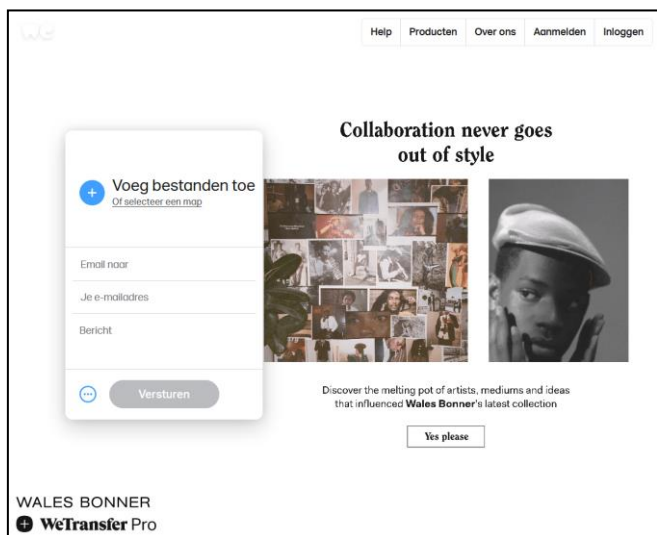 we
Help Producten Over ons Aanmelden Inloggen
Collaboration never goes
out of style
Voeg bestanden toe
Of selecteer een map
Email naar
Je e-mailadres
Bericht
Versturen
Discover the melting pot of artists, mediums and ideas
that influenced Wales Bonner's latest collection
Yes please
WALES BONNER
WeTransfer Pro